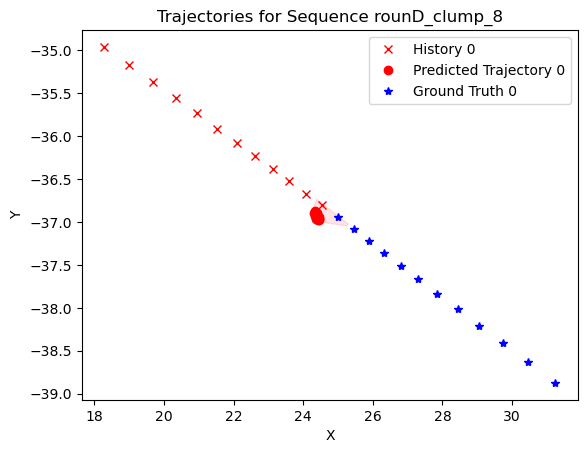 Trajectories for Sequence rounD_clump_8
History 0
Predicted Trajectory 0
Ground Truth 0
Y
−35.0
−35.5
−36.0
−36.5
−37.0
−37.5
−38.0
−38.5
−39.0
18 20 22 24 26 28 30
X